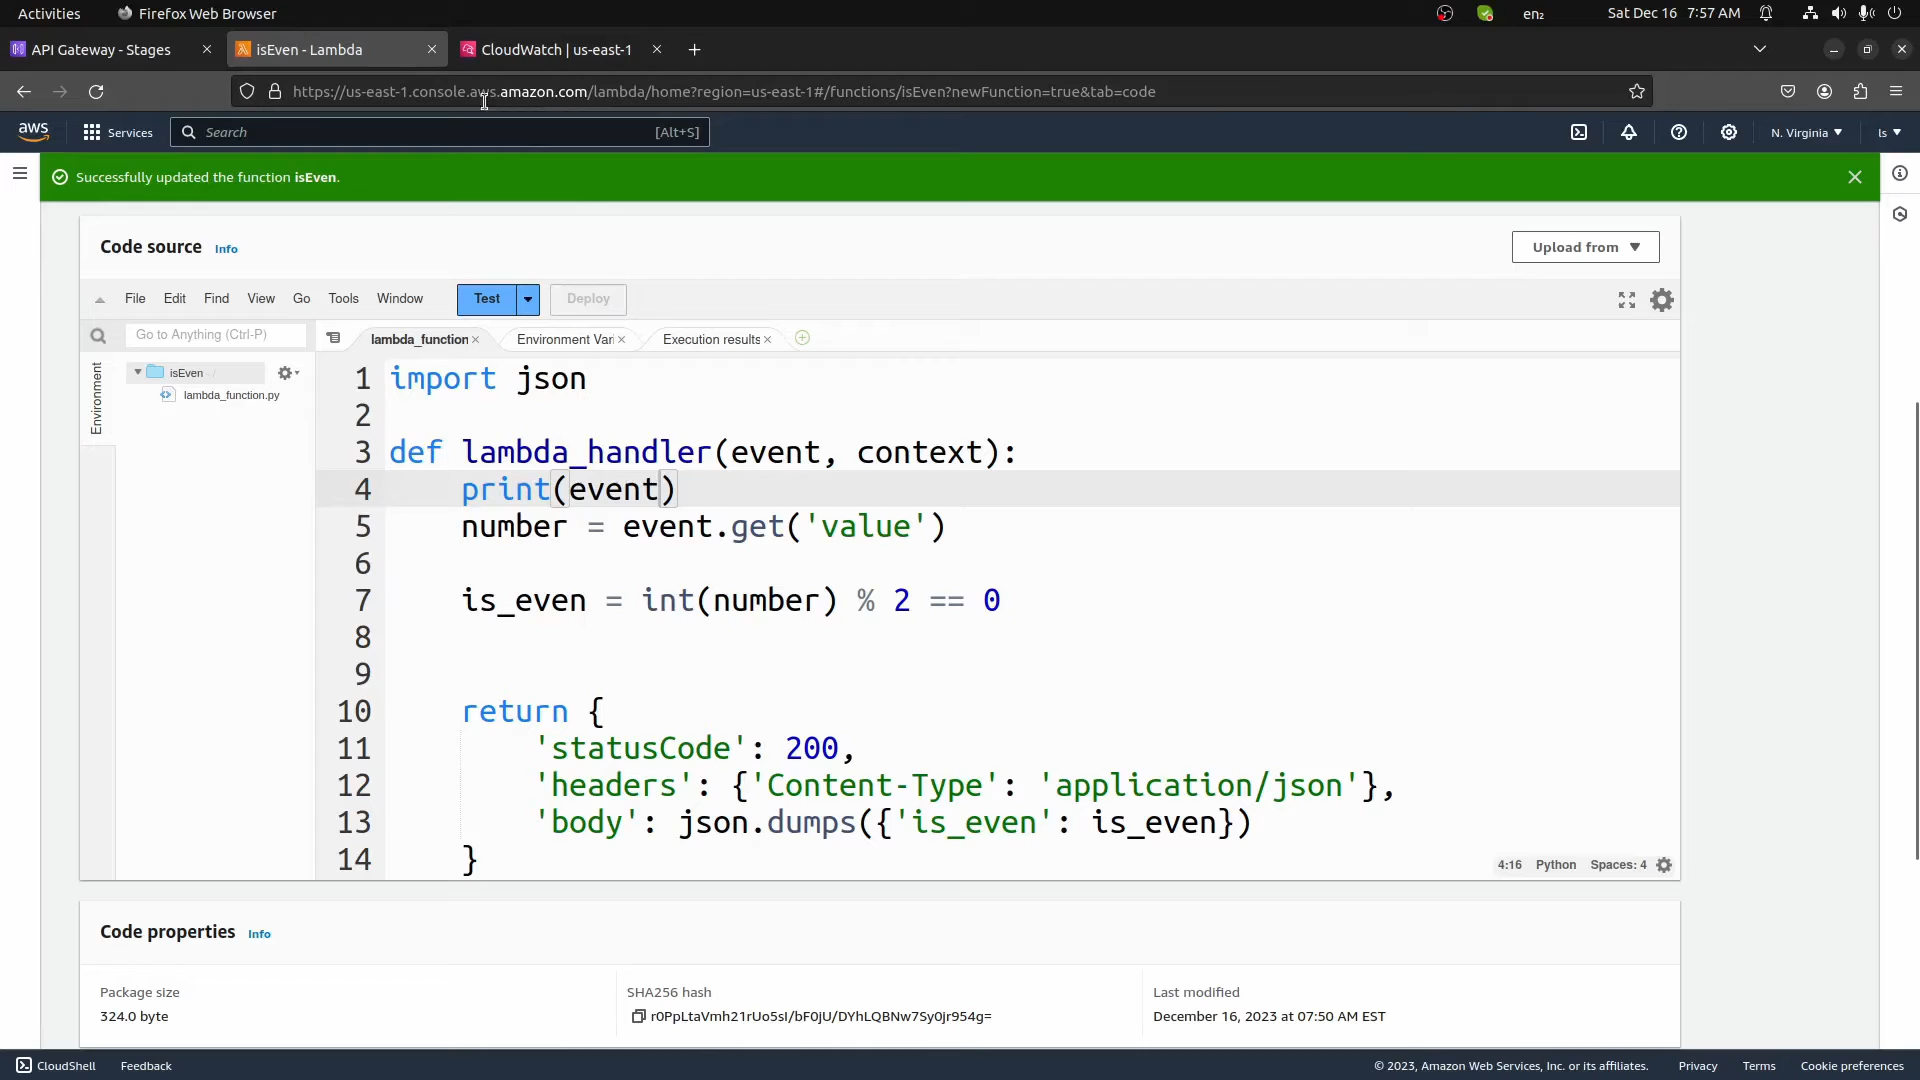 Activities
Firefox Web Browser
en₂
Sat Dec 16 7:57 AM
API Gateway - Stages
isEven - Lambda
CloudWatch | us-east-1
https://us-east-1.console.aws.amazon.com/lambda/home?region=us-east-1#/functions/isEven?newFunction=true&tab=code
aws
Services
Search
[Alt+S]
N. Virginia
ls
Successfully updated the function isEven.
Code source Info
Upload from
File
Edit
Find
View
Go
Tools
Window
Test
Deploy
Go to Anything (Ctrl-P)
lambda_function
Environment Vari
Execution results
Environment
isEven
/
lambda_function.py
1 import json
2
3 def lambda_handler(event, context):
4 print(event)
5 number = event.get('value')
6
7 is_even = int(number) % 2 == 0
8
9
10 return {
11 'statusCode': 200,
12 'headers': {'Content-Type': 'application/json'},
13 'body': json.dumps({'is_even': is_even})
14 }
4:16 Python Spaces: 4
Code properties Info
Package size
324.0 byte
SHA256 hash
r0PpLtaVmh21rUo5sI/bF0jU/DYhLQBNw7Sy0jr954g=
Last modified
December 16, 2023 at 07:50 AM EST
CloudShell
Feedback
© 2023, Amazon Web Services, Inc. or its affiliates.
Privacy
Terms
Cookie preferences